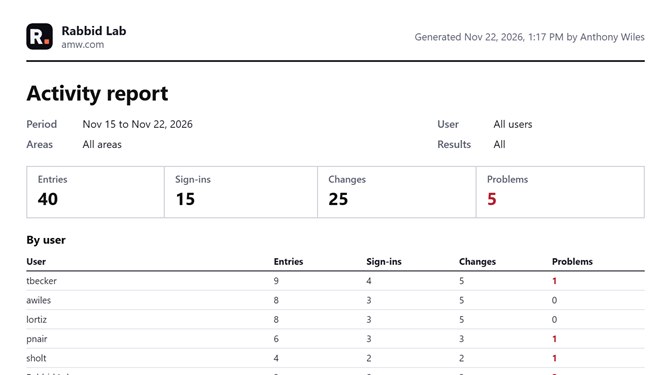 R.
Rabbid Lab
amw.com
Generated Nov 22, 2026, 1:17 PM by Anthony Wiles
Activity report
Period Nov 15 to Nov 22, 2026 User All users
Areas All areas Results All
Entries Sign-ins Changes Problems
40 15 25 5
By user
User Entries Sign-ins Changes Problems
tbecker 9 4 5 1
awiles 8 3 5 0
lortiz 8 3 5 0
pnair 6 3 3 1
sholt 4 2 2 1